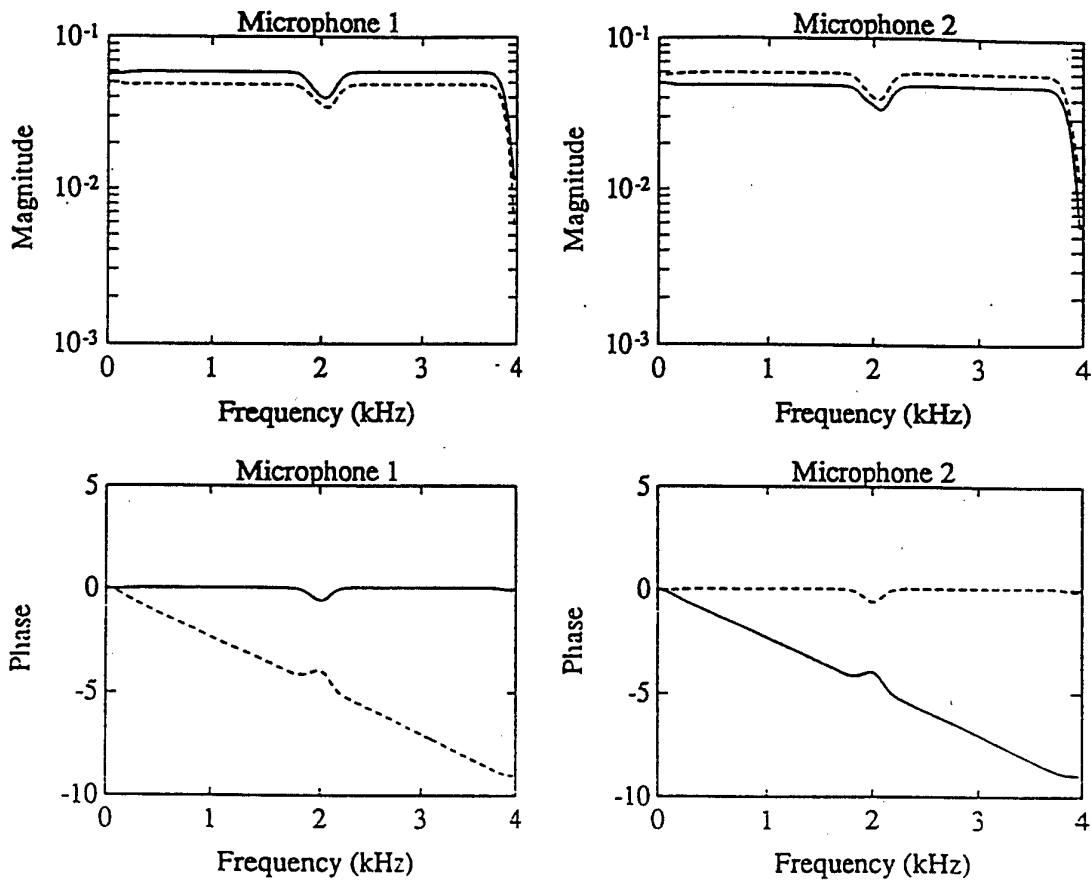 Microphone 1
Magnitude
10-1
10-2
10-3
0 1 2 3 4
Frequency (kHz)
Microphone 2
Magnitude
10-1
10-2
10-3
0 1 2 3 4
Frequency (kHz)
Microphone 1
Phase
5
0
-5
-10
0 1 2 3 4
Frequency (kHz)
Microphone 2
Phase
5
0
-5
-10
0 1 2 3 4
Frequency (kHz)